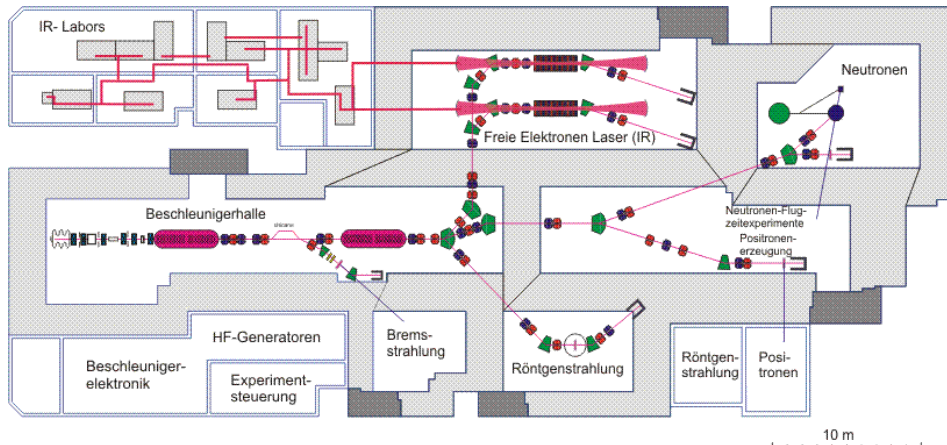 IR- Labors
Neutronen
Freie Elektronen Laser (IR)
Beschleunigerhalle
chicane
Neutronen-Flug-
zeitexperimente
Positronen-
erzeugung
HF-Generatoren
Beschleuniger-
elektronik
Experiment-
steuerung
Brems-
strahlung
Röntgenstrahlung
Röntgen-
strahlung
Posi-
tronen
10 m